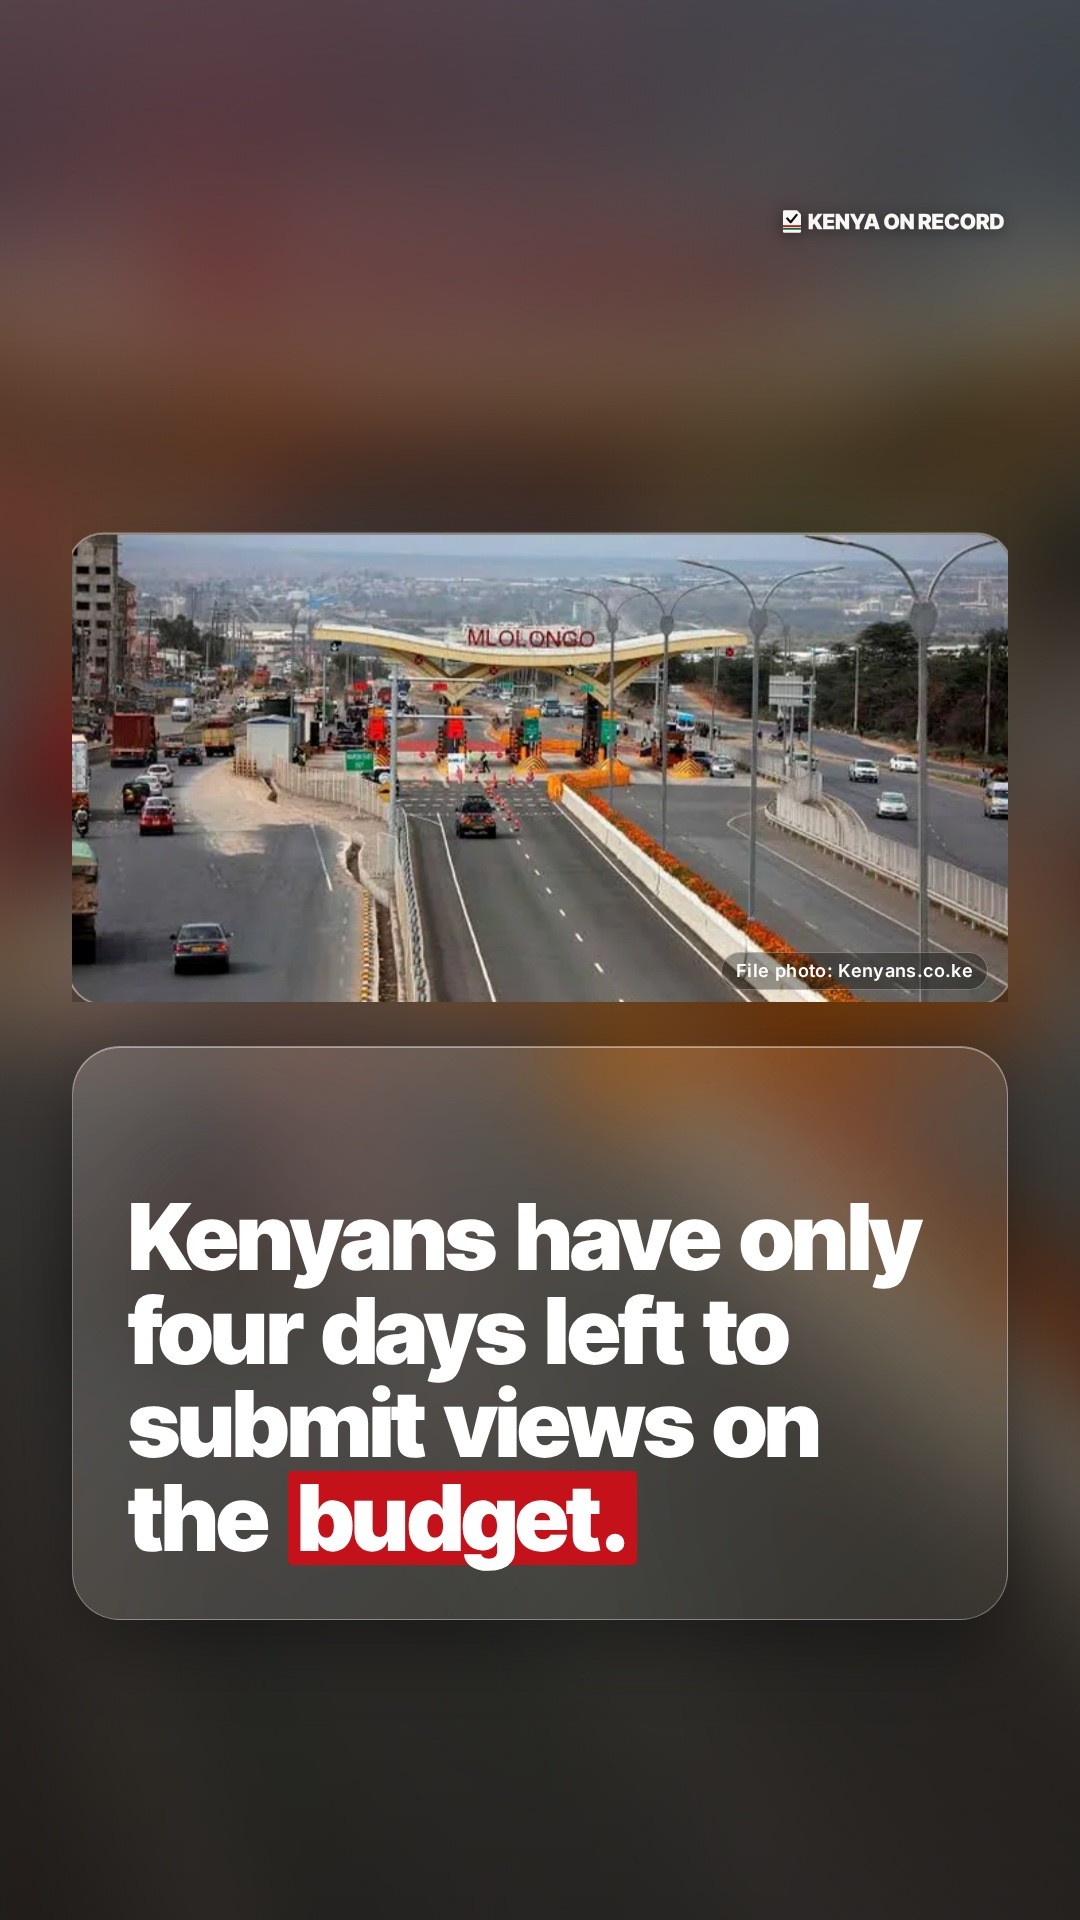 KENYA ON RECORD
MLOLONGO
File photo: Kenyans.co.ke
Kenyans have only
four days left to
submit views on
the budget.